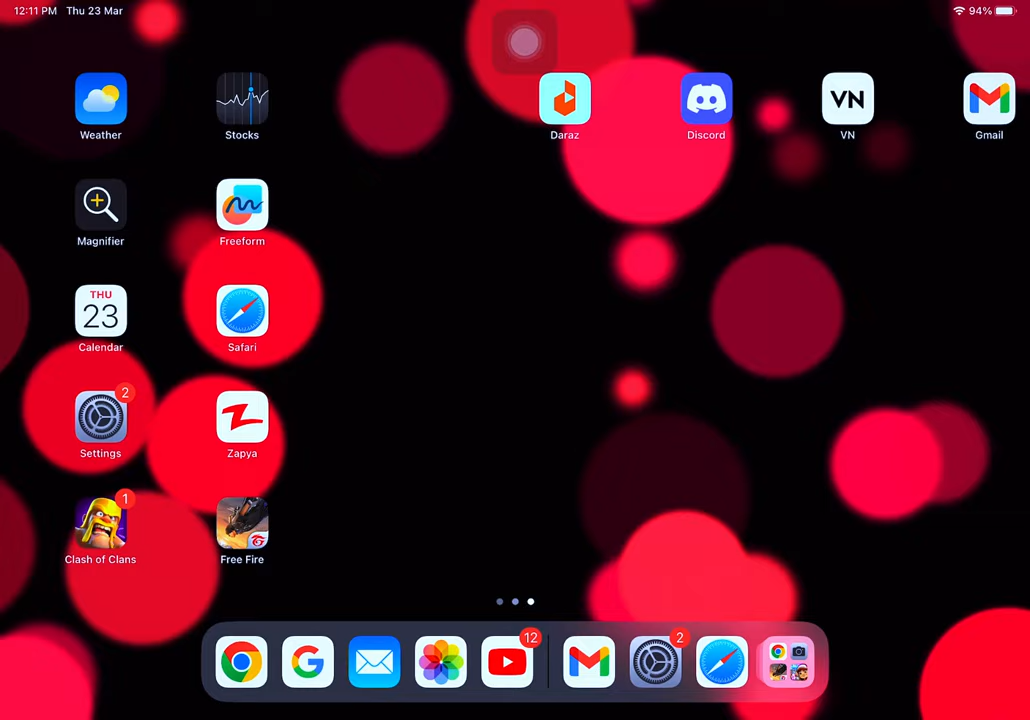 12:11 PM Thu 23 Mar
94%
VN
Weather
Stocks
Daraz
Discord
VN
Gmail
Magnifier
Freeform
THU
23
Calendar
Safari
2
Settings
Zapya
1
Clash of Clans
Free Fire
12
2